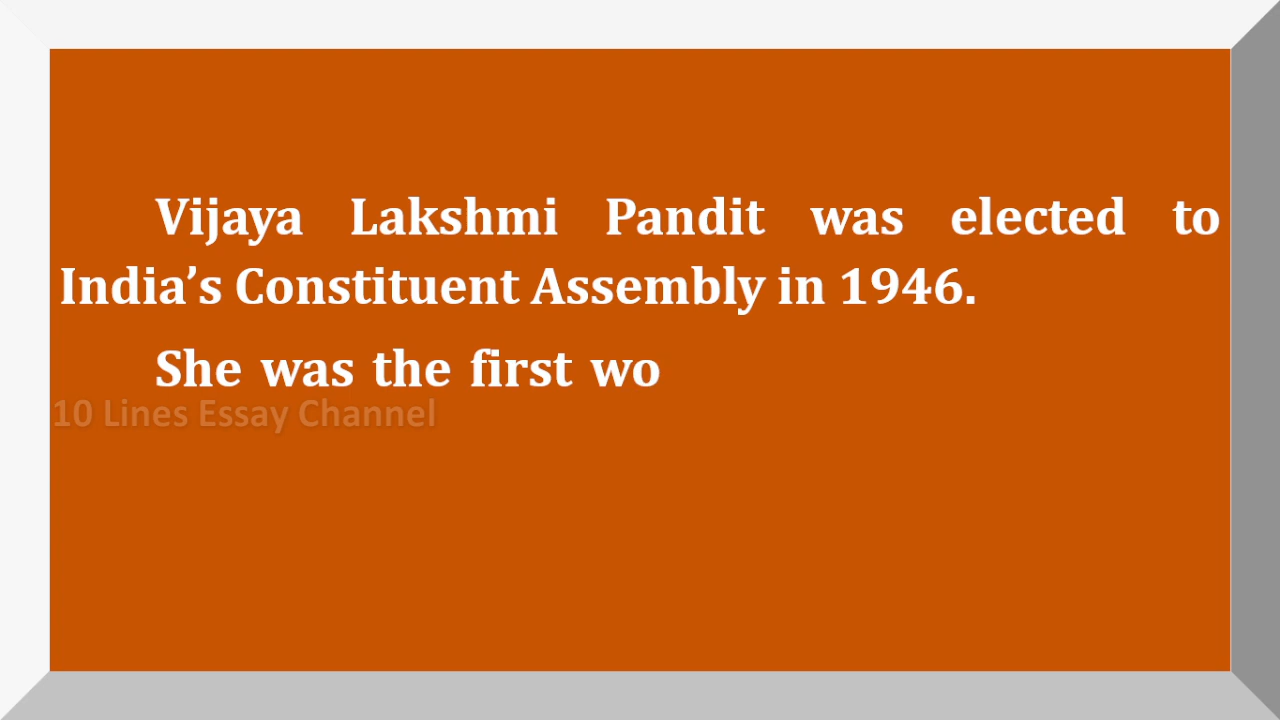 Vijaya Lakshmi Pandit was elected to
India’s Constituent Assembly in 1946.
She was the first wo
10 Lines Essay Channel